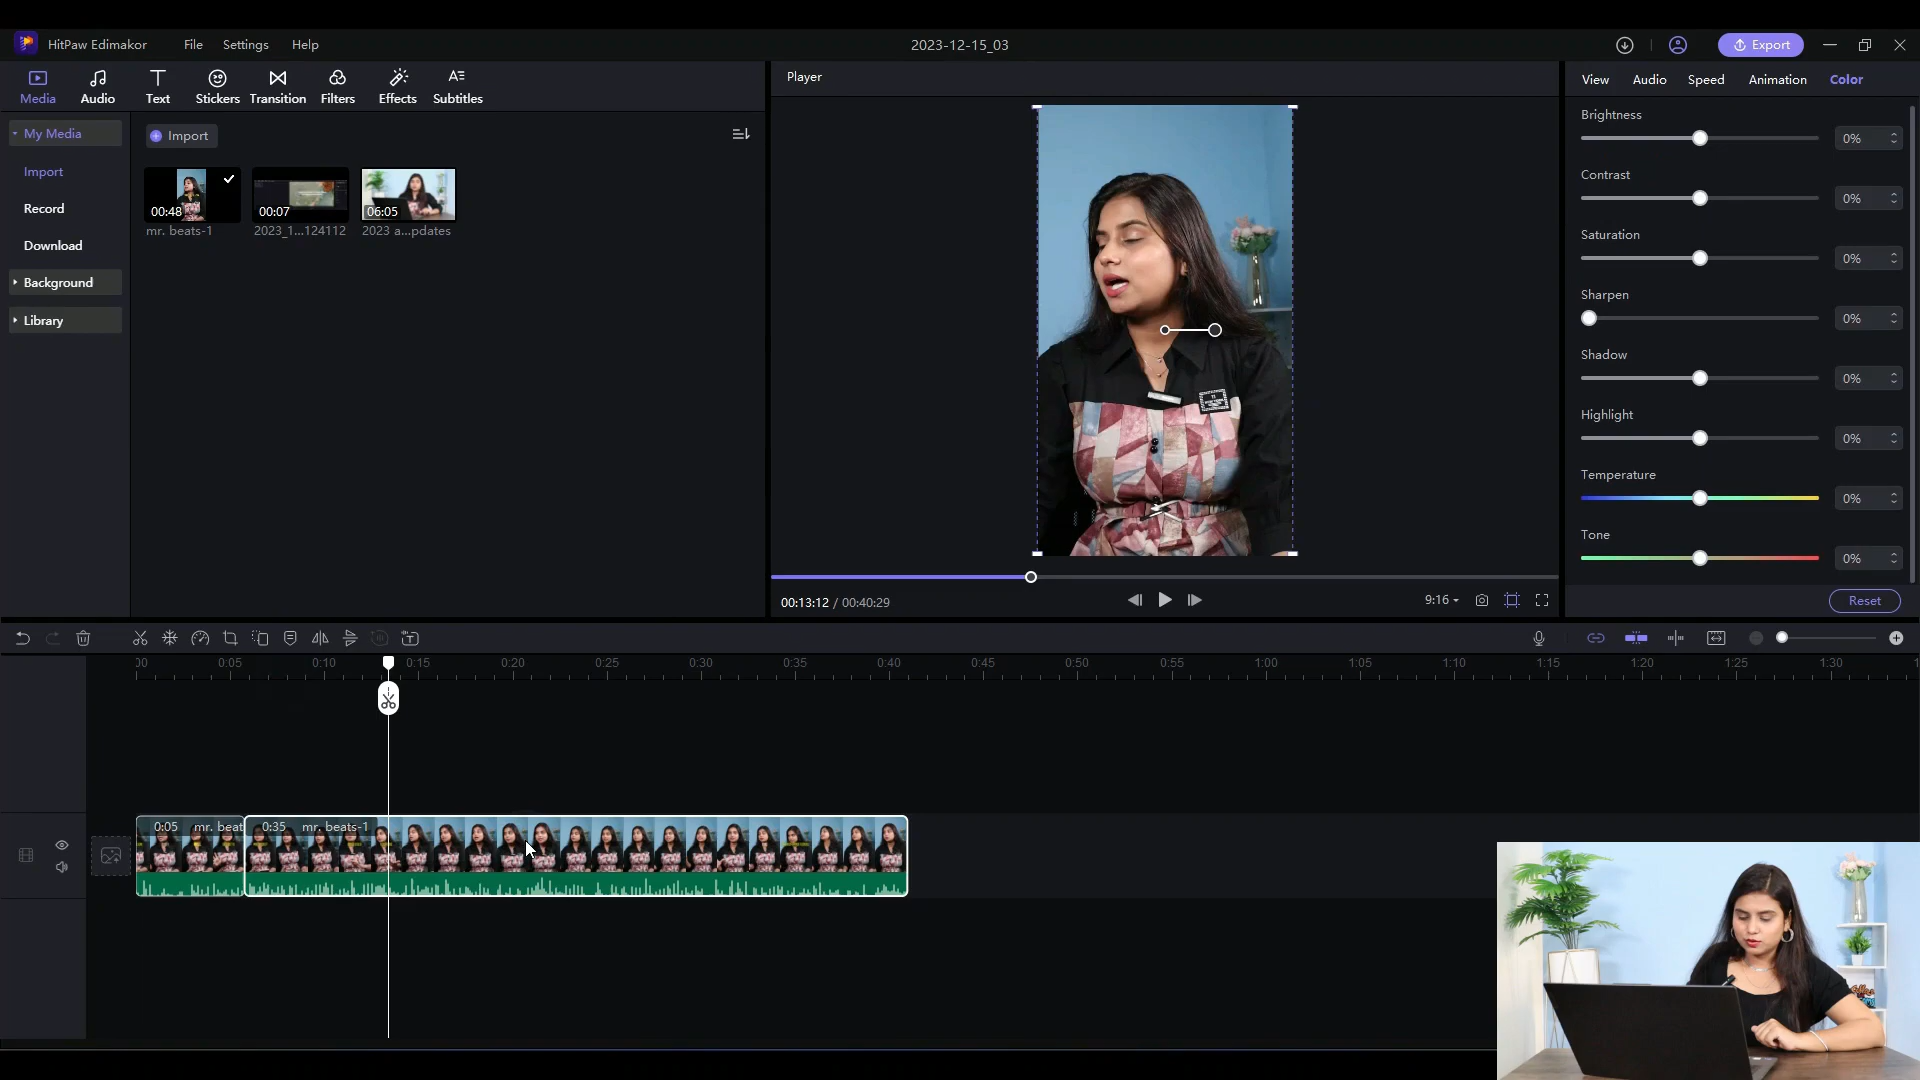 HitPaw Edimakor File Settings Help 2023-12-15_03 Export
Media Audio Text Stickers Transition Filters Effects Subtitles
My Media
Import
Record
Download
Background
Library
Import
00:48
mr. beats-1
00:07
2023_1...124112
06:05
2023 a...pdates
Player
00:13:12 / 00:40:29
9:16
View Audio Speed Animation Color
Brightness
0%
Contrast
0%
Saturation
0%
Sharpen
0%
Shadow
0%
Highlight
0%
Temperature
0%
Tone
0%
Reset
00 0:05 0:10 0:15 0:20 0:25 0:30 0:35 0:40 0:45 0:50 0:55 1:00 1:05 1:10 1:15 1:20 1:25 1:30
0:05 mr. beat 0:35 mr. beats-1